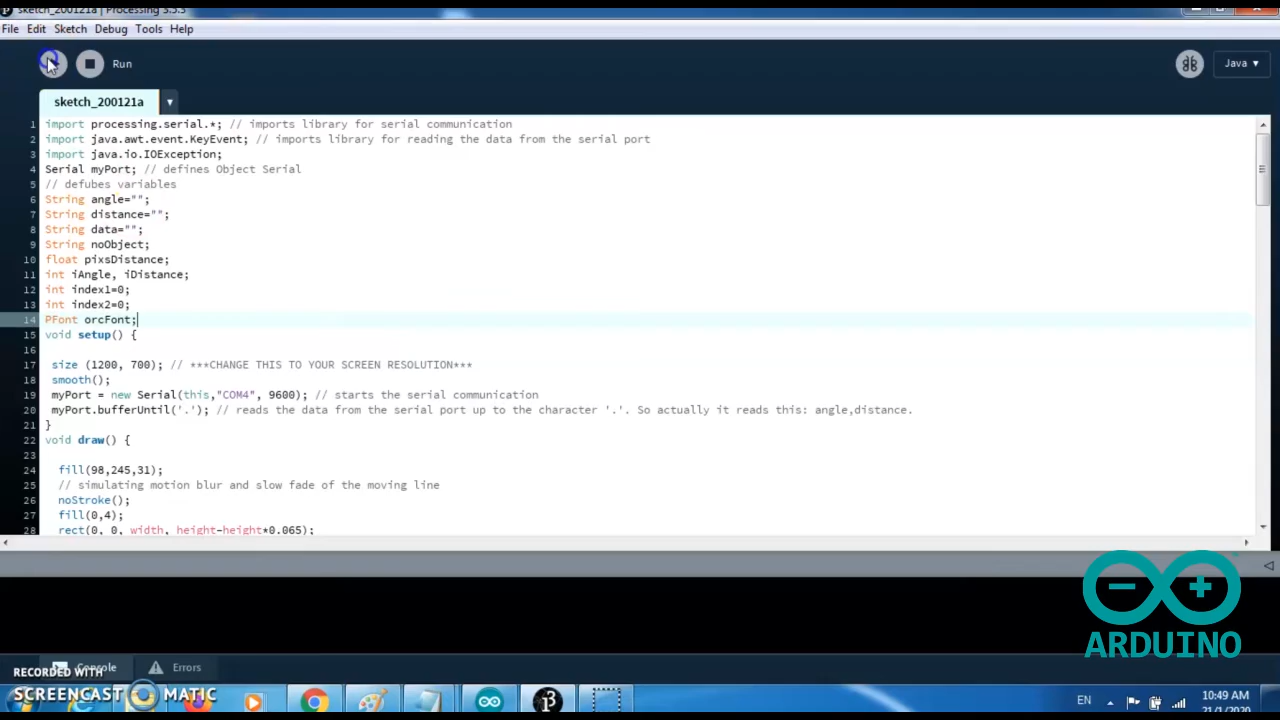 sketch_200121a | Processing 3.5.3
File Edit Sketch Debug Tools Help
Run
Java ▾
sketch_200121a
1 import processing.serial.*; // imports library for serial communication
2 import java.awt.event.KeyEvent; // imports library for reading the data from the serial port
3 import java.io.IOException;
4 Serial myPort; // defines Object Serial
5 // defubes variables
6 String angle="";
7 String distance="";
8 String data="";
9 String noObject;
10 float pixsDistance;
11 int iAngle, iDistance;
12 int index1=0;
13 int index2=0;
14 PFont orcFont;
15 void setup() {
16
17 size (1200, 700); // ***CHANGE THIS TO YOUR SCREEN RESOLUTION***
18 smooth();
19 myPort = new Serial(this,"COM4", 9600); // starts the serial communication
20 myPort.bufferUntil('.'); // reads the data from the serial port up to the character '.'. So actually it reads this: angle,distance.
21 }
22 void draw() {
23
24 fill(98,245,31);
25 // simulating motion blur and slow fade of the moving line
26 noStroke();
27 fill(0,4);
28 rect(0, 0, width, height-height*0.065);
ARDUINO
Console Errors
RECORDED WITH
SCREENCAST MATIC
EN
10:49 AM
21/1/2020